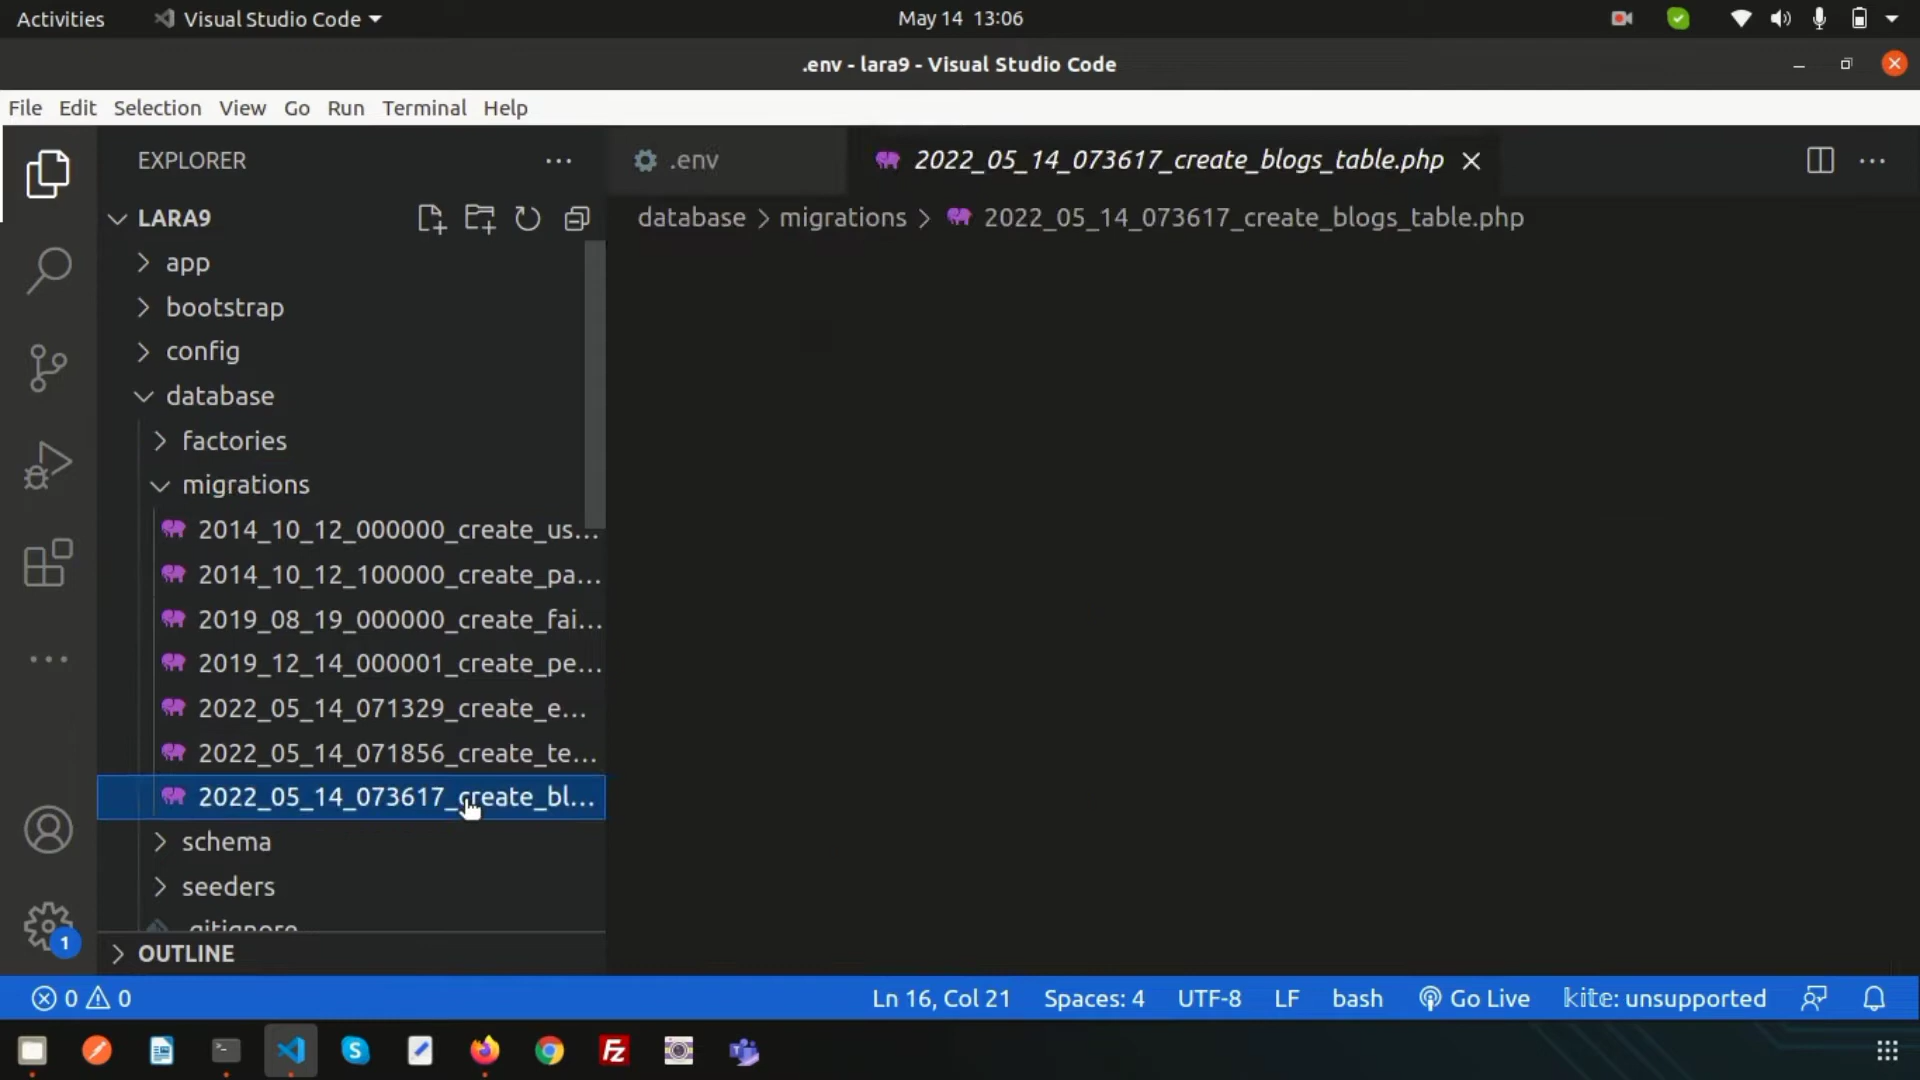 Activities
Visual Studio Code
May 14 13:06
.env - lara9 - Visual Studio Code
File Edit Selection View Go Run Terminal Help
EXPLORER
.env
2022_05_14_073617_create_blogs_table.php
LARA9
database > migrations > 2022_05_14_073617_create_blogs_table.php
app
bootstrap
config
database
factories
migrations
2014_10_12_000000_create_us...
2014_10_12_100000_create_pa...
2019_08_19_000000_create_fai...
2019_12_14_000001_create_pe...
2022_05_14_071329_create_e...
2022_05_14_071856_create_te...
2022_05_14_073617_create_bl...
schema
seeders
.gitignore
OUTLINE
1
0 0
Ln 16, Col 21
Spaces: 4
UTF-8
LF
bash
Go Live
kite: unsupported